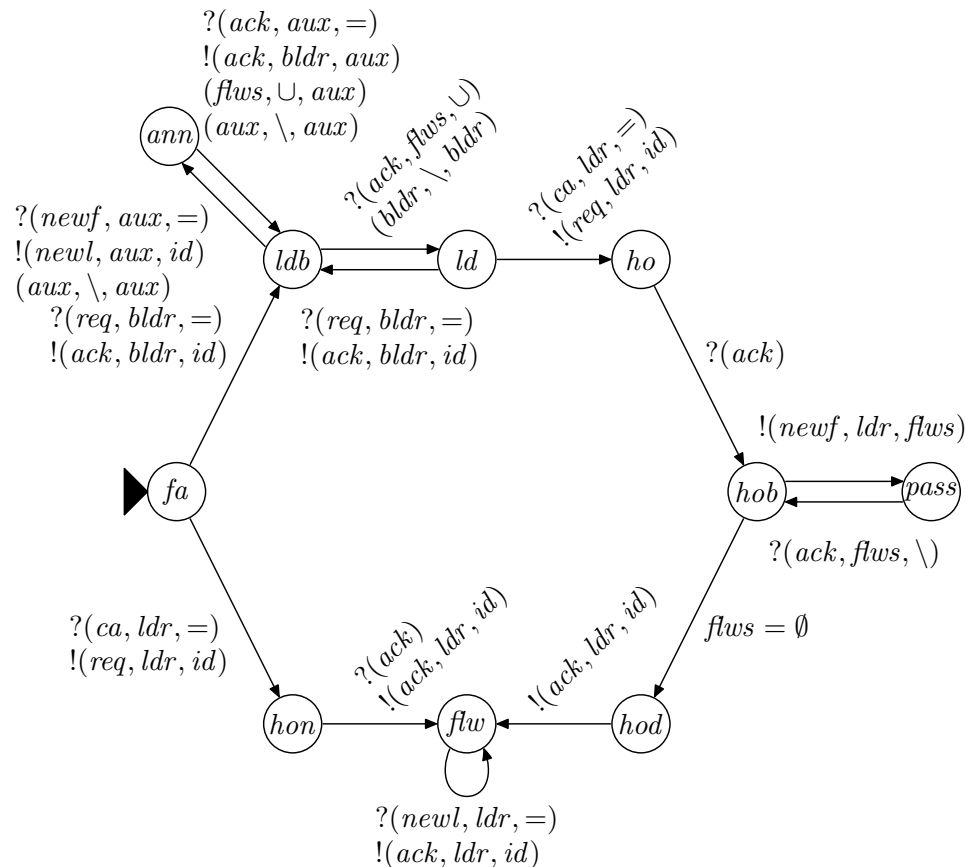 ?(ack, aux, =)
!(ack, bldr, aux)
(flws, ∪, aux)
(aux, \, aux)
ann
?(ack, flws, ∪)
(bldr, \, bldr)
?(ca, ldr, =)
!(req, ldr, id)
?(newf, aux, =)
!(newl, aux, id)
(aux, \, aux)
ldb
ld
ho
?(req, bldr, =)
!(ack, bldr, id)
?(req, bldr, =)
!(ack, bldr, id)
?(ack)
!(newf, ldr, flws)
fa
hob
pass
?(ack, flws, \)
?(ca, ldr, =)
!(req, ldr, id)
?(ack)
!(ack, ldr, id)
!(ack, ldr, id)
flws = ∅
hon
flw
hod
?(newl, ldr, =)
!(ack, ldr, id)